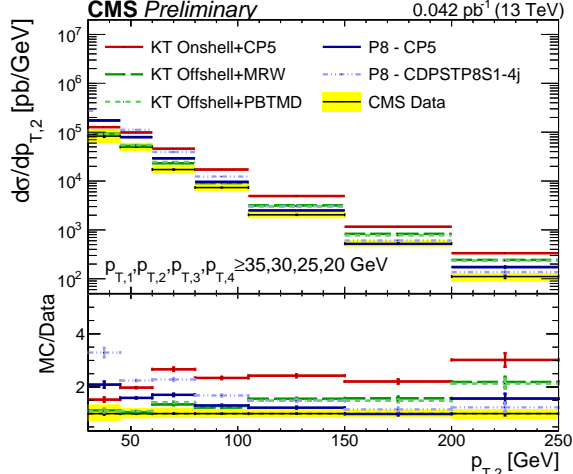 CMS Preliminary 0.042 pb⁻¹ (13 TeV)
10⁷
KT Onshell+CP5 P8 - CP5
10⁶
KT Offshell+MRW P8 - CDPSTP8S1-4j
KT Offshell+PBTMD CMS Data
10⁵
dσ/dp_T,2 [pb/GeV]
10⁴
10³
p_T,1,p_T,2,p_T,3,p_T,4≥35,30,25,20 GeV
10²
MC/Data
4
2
50 100 150 200 250
p_T,2 [GeV]